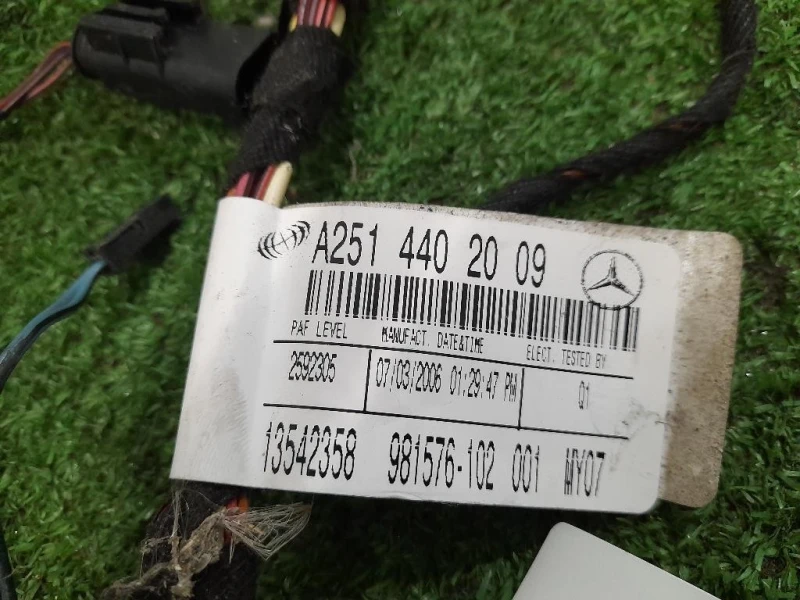 A251 440 20 09
PAF LEVEL MANUFACT. DATE&TIME ELECT. TESTED BY
2592305 07/03/2006 01:29:47 PM Q1
13542358 981576-102 001 MY07